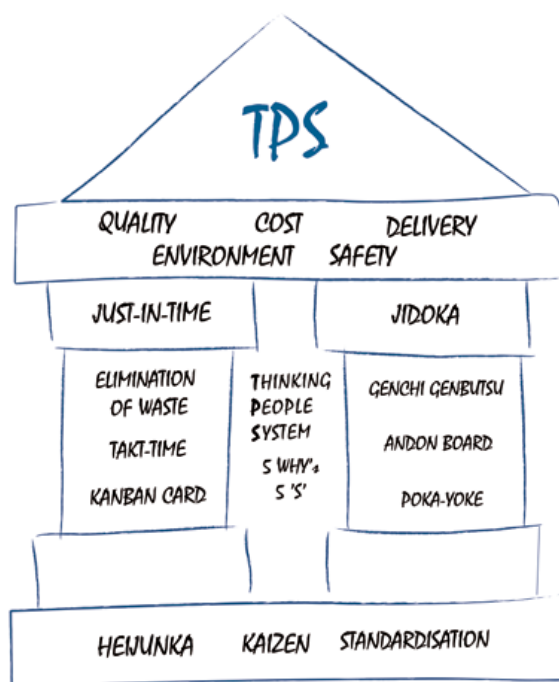 TPS
QUALITY COST DELIVERY
ENVIRONMENT SAFETY
JUST-IN-TIME
JIDOKA
ELIMINATION
OF WASTE
TAKT-TIME
KANBAN CARD
THINKING
PEOPLE
SYSTEM
5 WHY's
5 'S'
GENCHI GENBUTSU
ANDON BOARD
POKA-YOKE
HEIJUNKA KAIZEN STANDARDISATION